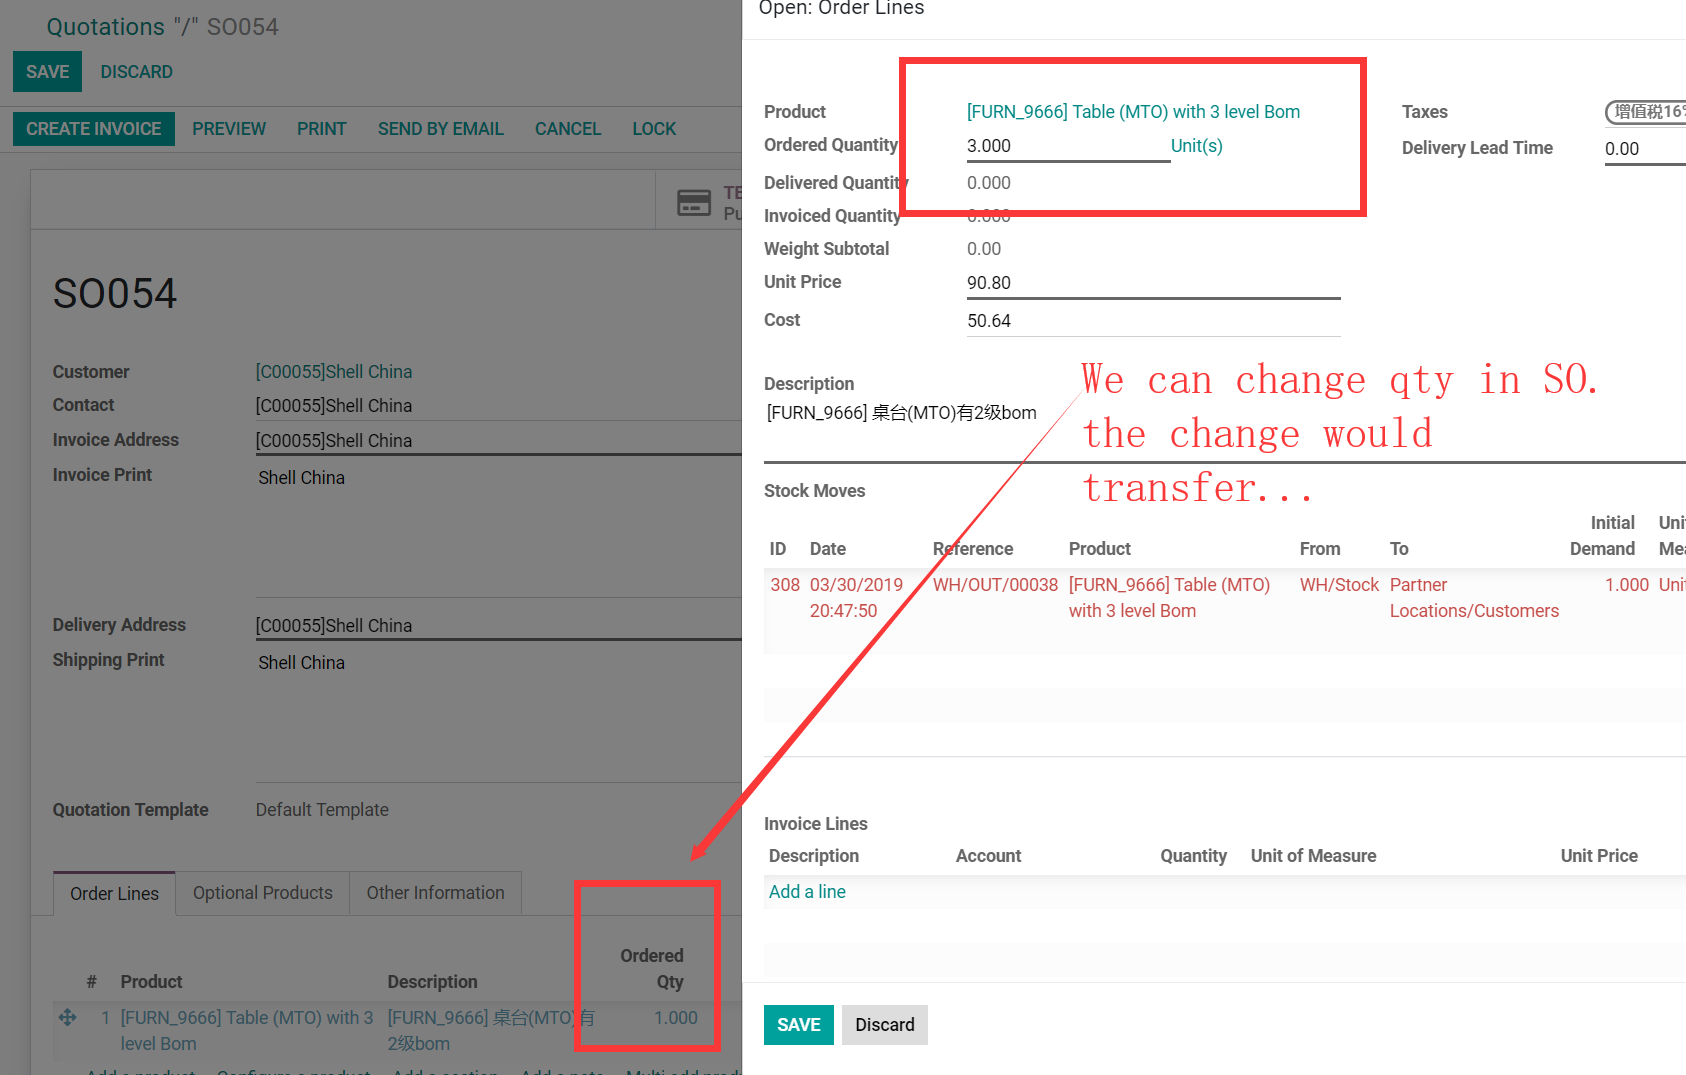 Quotations "/" SO054
SAVE DISCARD
CREATE INVOICE PREVIEW PRINT SEND BY EMAIL CANCEL LOCK
SO054
Customer [C00055]Shell China
Contact [C00055]Shell China
Invoice Address [C00055]Shell China
Invoice Print Shell China
Delivery Address [C00055]Shell China
Shipping Print Shell China
Quotation Template Default Template
Order Lines Optional Products Other Information
Ordered
# Product Description Qty
1 [FURN_9666] Table (MTO) with 3 [FURN_9666] 桌台(MTO)有 1.000
level Bom 2级bom
Open: Order Lines
Product [FURN_9666] Table (MTO) with 3 level Bom
Ordered Quantity 3.000 Unit(s)
Delivered Quantity 0.000
Invoiced Quantity 0.000
Weight Subtotal 0.00
Unit Price 90.80
Cost 50.64
Taxes 增值税16%
Delivery Lead Time 0.00
Description
[FURN_9666] 桌台(MTO)有2级bom
We can change qty in SO.
the change would
transfer...
Stock Moves
Initial
ID Date Reference Product From To Demand
308 03/30/2019 WH/OUT/00038 [FURN_9666] Table (MTO) WH/Stock Partner 1.000
20:47:50 with 3 level Bom Locations/Customers
Invoice Lines
Description Account Quantity Unit of Measure Unit Price
Add a line
SAVE Discard